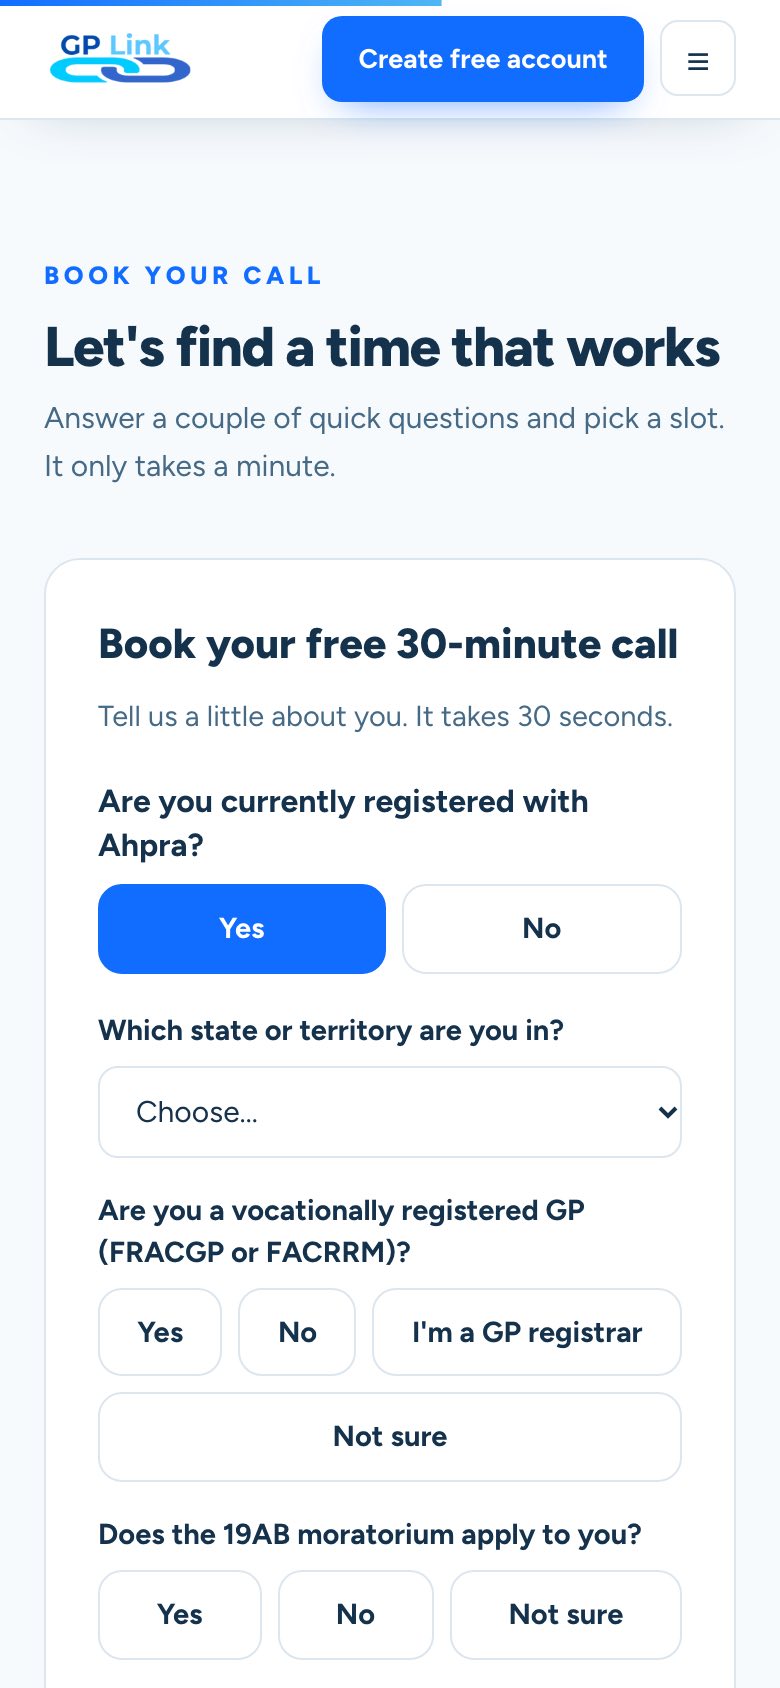 GP Link
Create free account
BOOK YOUR CALL
Let's find a time that works
Answer a couple of quick questions and pick a slot.
It only takes a minute.
Book your free 30-minute call
Tell us a little about you. It takes 30 seconds.
Are you currently registered with
Ahpra?
Yes No
Which state or territory are you in?
Choose...
Are you a vocationally registered GP
(FRACGP or FACRRM)?
Yes No I'm a GP registrar
Not sure
Does the 19AB moratorium apply to you?
Yes No Not sure